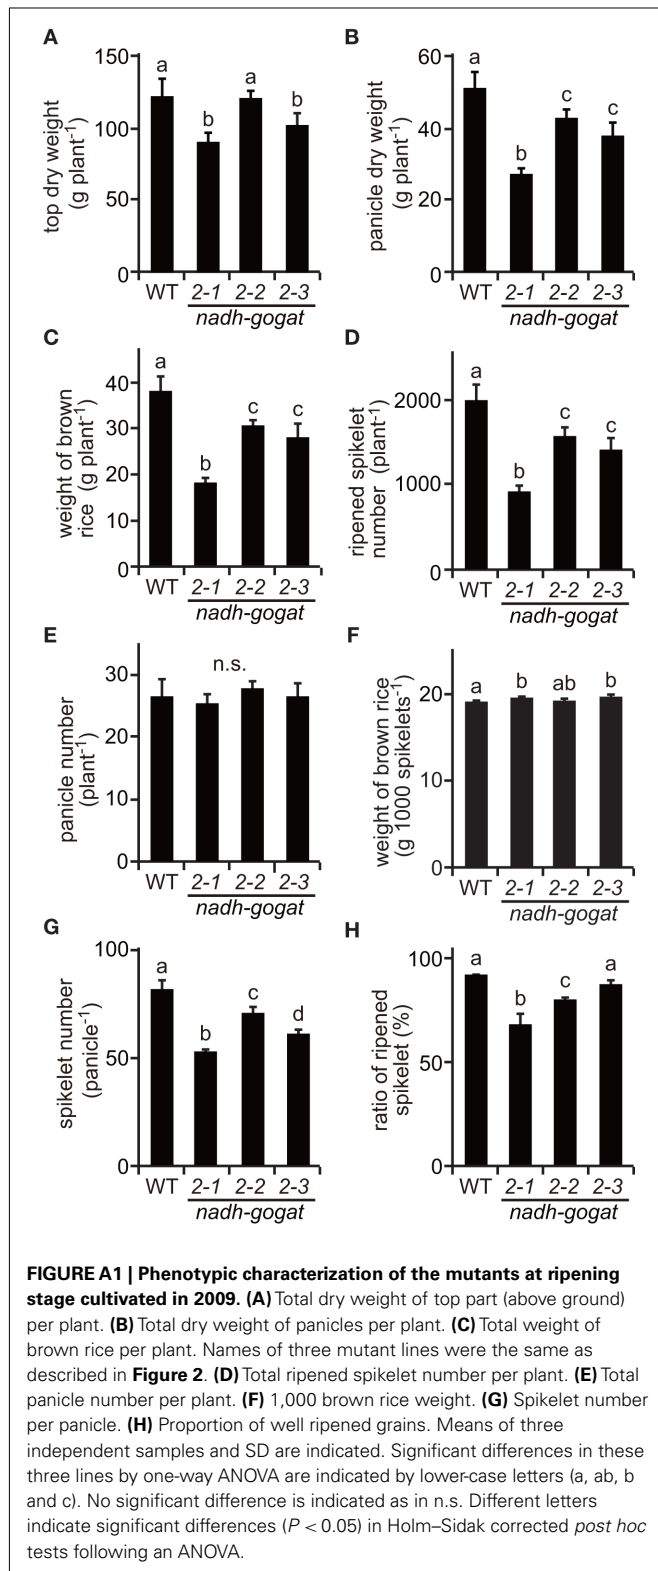 A
top dry weight
(g plant-1)
150
100
50
0
a
b
a
b
WT 2-1 2-2 2-3
nadh-gogat
B
panicle dry weight
(g plant-1)
60
40
20
0
a
b
c
c
WT 2-1 2-2 2-3
nadh-gogat
C
weight of brown
rice (g plant-1)
40
30
20
10
0
a
b
c
c
WT 2-1 2-2 2-3
nadh-gogat
D
ripened spikelet
number (plant-1)
2000
1000
0
a
b
c
c
WT 2-1 2-2 2-3
nadh-gogat
E
panicle number
(plant-1)
30
20
10
0
n.s.
WT 2-1 2-2 2-3
nadh-gogat
F
weight of brown rice
(g 1000 spikelets-1)
20
10
0
a
b
ab
b
WT 2-1 2-2 2-3
nadh-gogat
G
spikelet number
(panicle-1)
100
50
0
a
b
c
d
WT 2-1 2-2 2-3
nadh-gogat
H
ratio of ripened
spikelet (%)
100
50
0
a
b
c
a
WT 2-1 2-2 2-3
nadh-gogat
FIGURE A1 | Phenotypic characterization of the mutants at ripening
stage cultivated in 2009. (A) Total dry weight of top part (above ground)
per plant. (B) Total dry weight of panicles per plant. (C) Total weight of
brown rice per plant. Names of three mutant lines were the same as
described in Figure 2. (D) Total ripened spikelet number per plant. (E) Total
panicle number per plant. (F) 1,000 brown rice weight. (G) Spikelet number
per panicle. (H) Proportion of well ripened grains. Means of three
independent samples and SD are indicated. Significant differences in these
three lines by one-way ANOVA are indicated by lower-case letters (a, ab, b
and c). No significant difference is indicated as in n.s. Different letters
indicate significant differences (P < 0.05) in Holm–Sidak corrected post hoc
tests following an ANOVA.